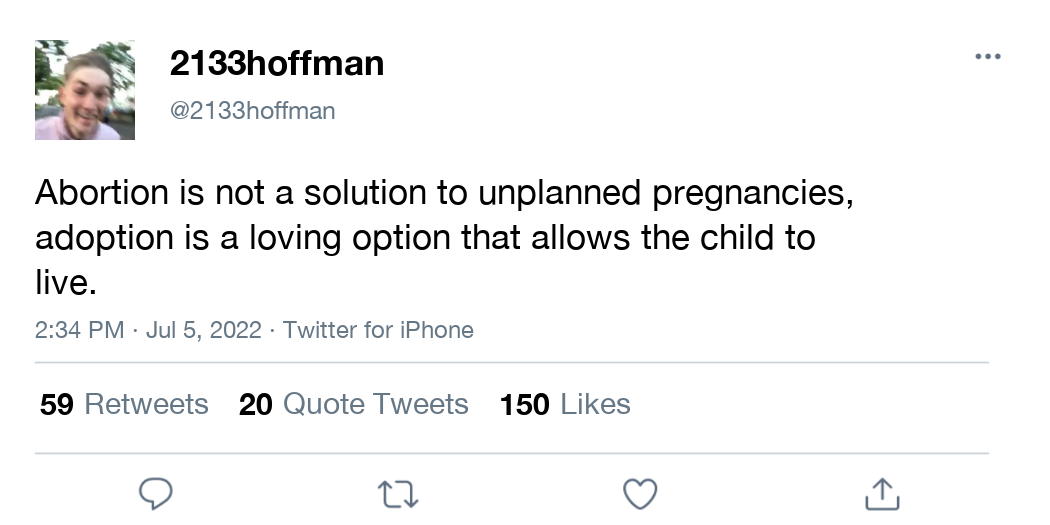 2133hoffman
@2133hoffman
Abortion is not a solution to unplanned pregnancies,
adoption is a loving option that allows the child to
live.
2:34 PM · Jul 5, 2022 · Twitter for iPhone
59 Retweets 20 Quote Tweets 150 Likes